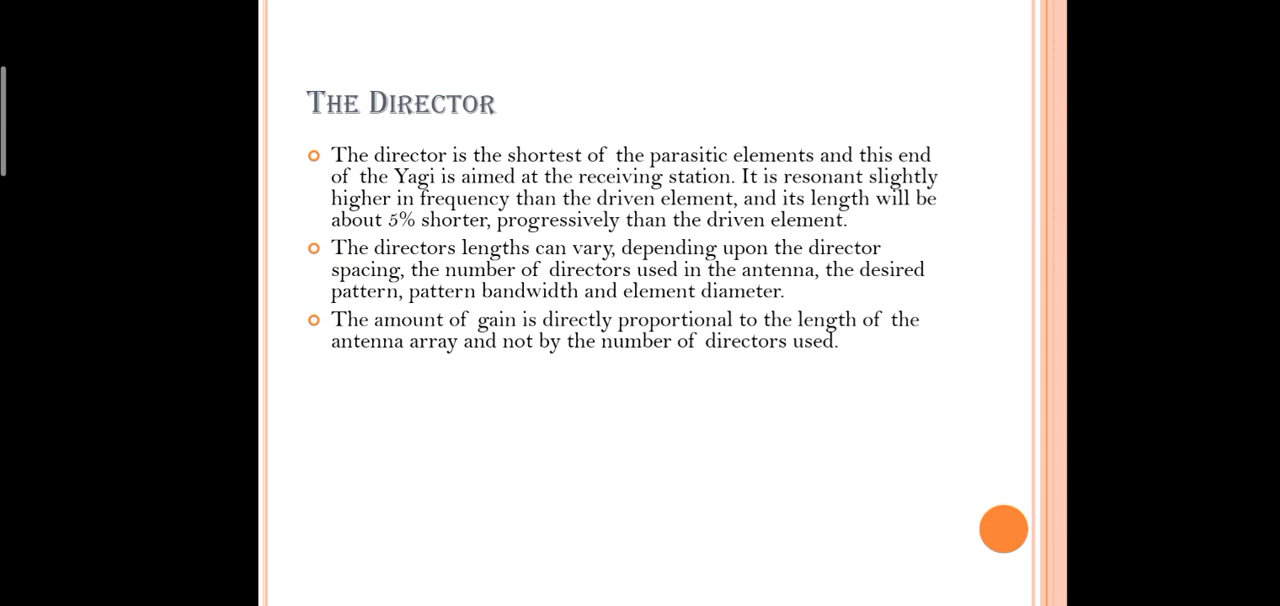 THE DIRECTOR
The director is the shortest of the parasitic elements and this end
of the Yagi is aimed at the receiving station. It is resonant slightly
higher in frequency than the driven element, and its length will be
about 5% shorter, progressively than the driven element.
The directors lengths can vary, depending upon the director
spacing, the number of directors used in the antenna, the desired
pattern, pattern bandwidth and element diameter.
The amount of gain is directly proportional to the length of the
antenna array and not by the number of directors used.